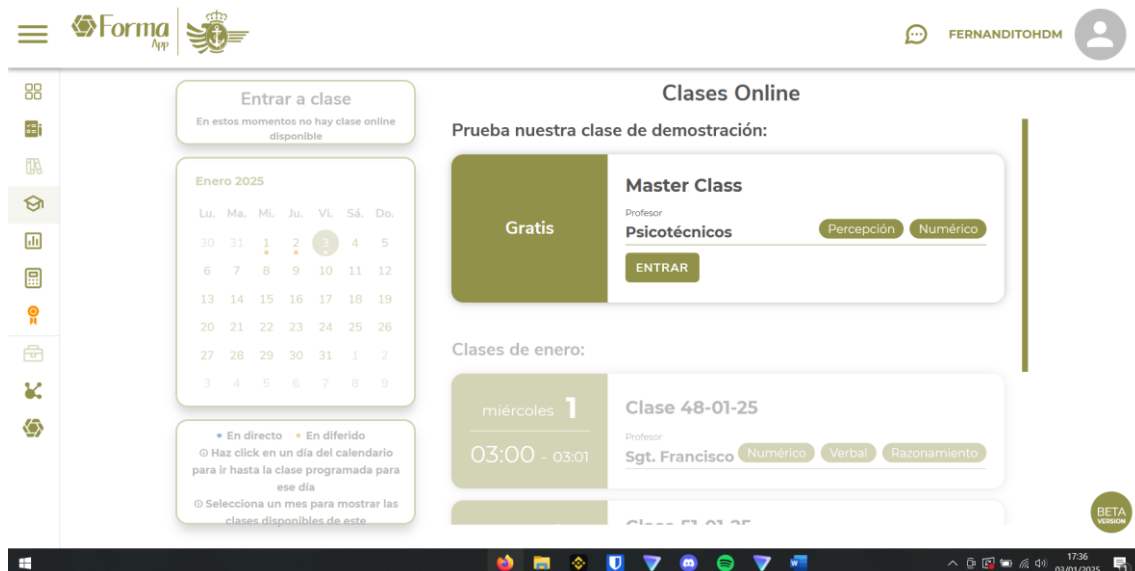 Forma
App
FERNANDITOHDM
Entrar a clase
En estos momentos no hay clase online
disponible
Enero 2025
Lu. Ma. Mi. Ju. Vi. Sá. Do.
30 31 1 2 3 4 5
6 7 8 9 10 11 12
13 14 15 16 17 18 19
20 21 22 23 24 25 26
27 28 29 30 31 1 2
3 4 5 6 7 8 9
En directo En diferido
Haz click en un día del calendario
para ir hasta la clase programada para
ese día
Selecciona un mes para mostrar las
clases disponibles de este
Clases Online
Prueba nuestra clase de demostración:
Gratis
Master Class
Profesor
Psicotécnicos Percepción Numérico
ENTRAR
Clases de enero:
miércoles 1
03:00 - 03:01
Clase 48-01-25
Profesor
Sgt. Francisco Numérico Verbal Razonamiento
Clase 51-01-25
BETA
VERSION
17:36
03/01/2025